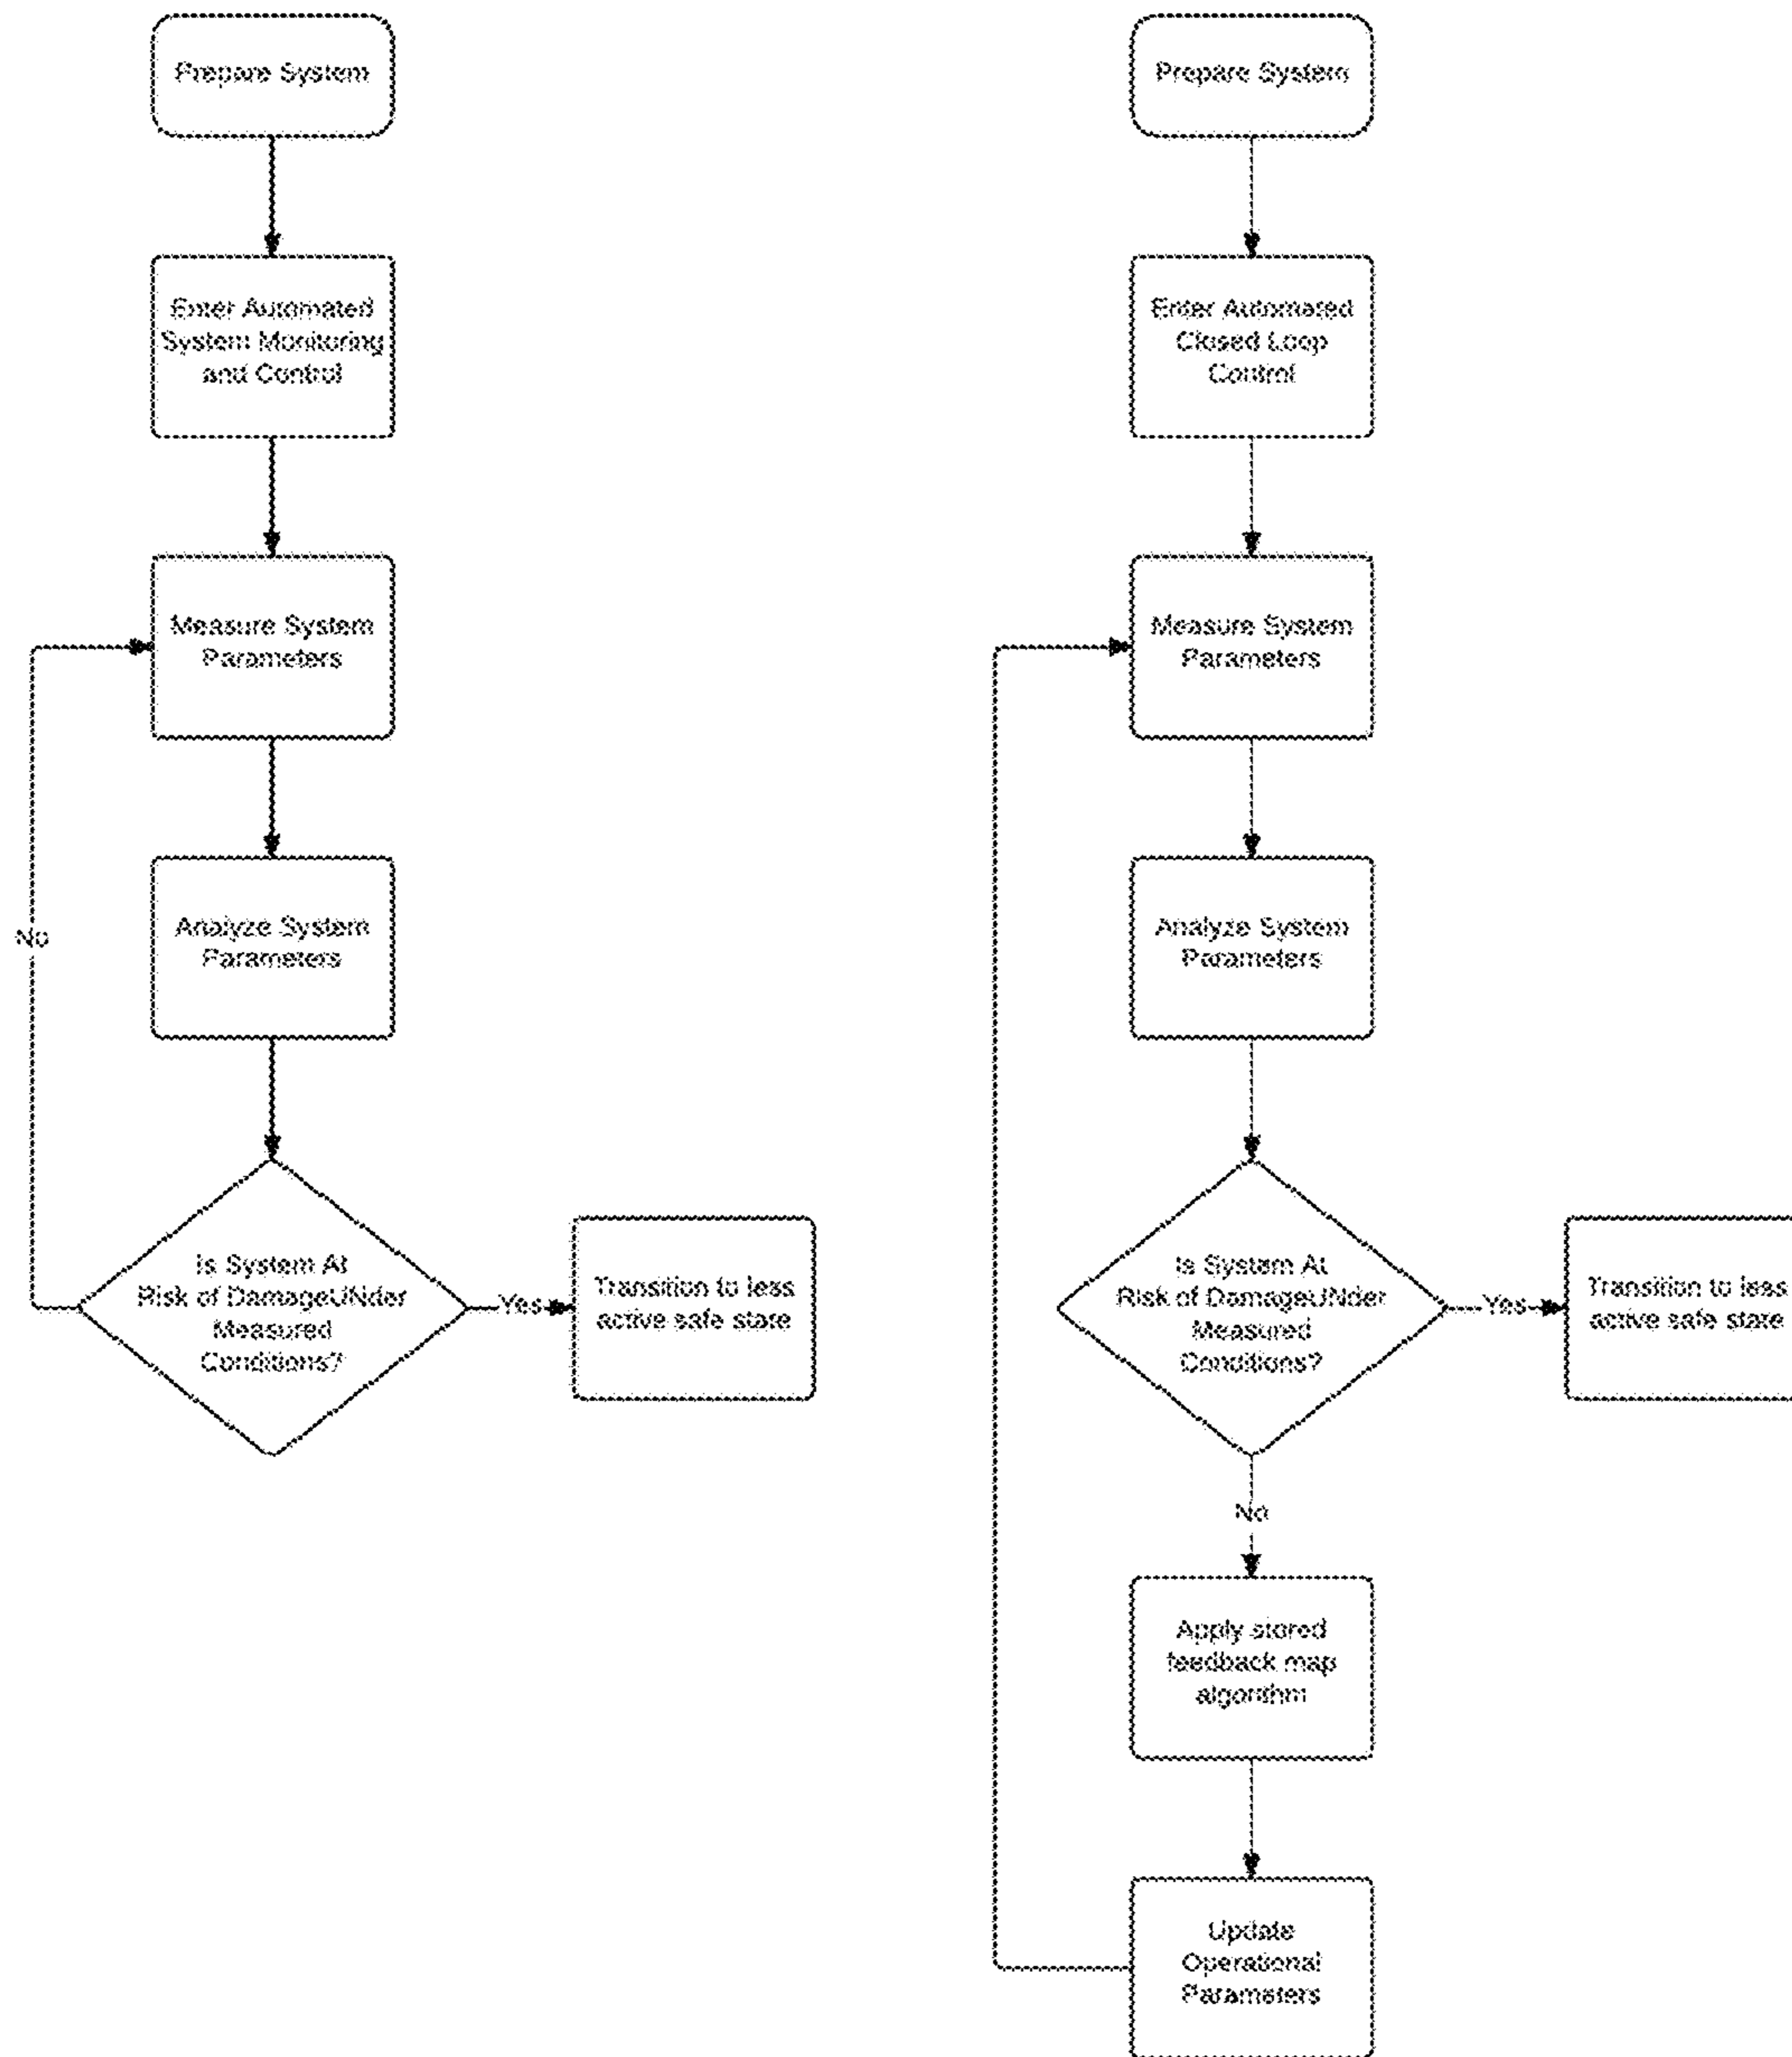 Prepare System
Enter Automated
System Monitoring
and Control
Measure System
Parameters
No
Analyze System
Parameters
Is System At
Risk of DamageUNder
Measured
Conditions?
Yes
Transition to less
active safe state
Prepare System
Enter Automated
Closed Loop
Control
Measure System
Parameters
Analyze System
Parameters
Is System At
Risk of DamageUNder
Measured
Conditions?
Yes
Transition to less
active safe state
No
Apply stored
feedback map
algorithm
Update
Operational
Parameters